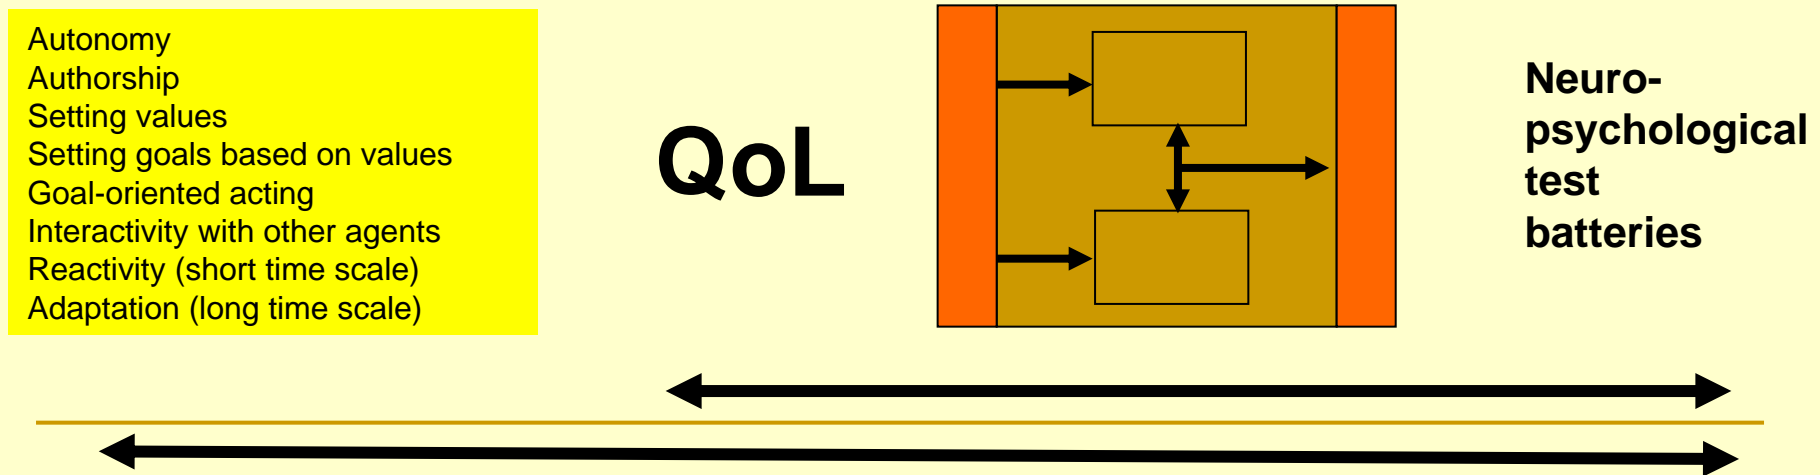 Autonomy
Authorship
Setting values
Setting goals based on values
Goal-oriented acting
Interactivity with other agents
Reactivity (short time scale)
Adaptation (long time scale)
QoL
Neuro-
psychological
test
batteries